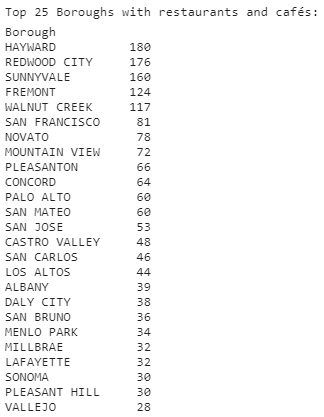 Top 25 Boroughs with restaurants and cafés:
Borough
HAYWARD 180
REDWOOD CITY 176
SUNNYVALE 160
FREMONT 124
WALNUT CREEK 117
SAN FRANCISCO 81
NOVATO 78
MOUNTAIN VIEW 72
PLEASANTON 66
CONCORD 64
PALO ALTO 60
SAN MATEO 60
SAN JOSE 53
CASTRO VALLEY 48
SAN CARLOS 46
LOS ALTOS 44
ALBANY 39
DALY CITY 38
SAN BRUNO 36
MENLO PARK 34
MILLBRAE 32
LAFAYETTE 32
SONOMA 30
PLEASANT HILL 30
VALLEJO 28